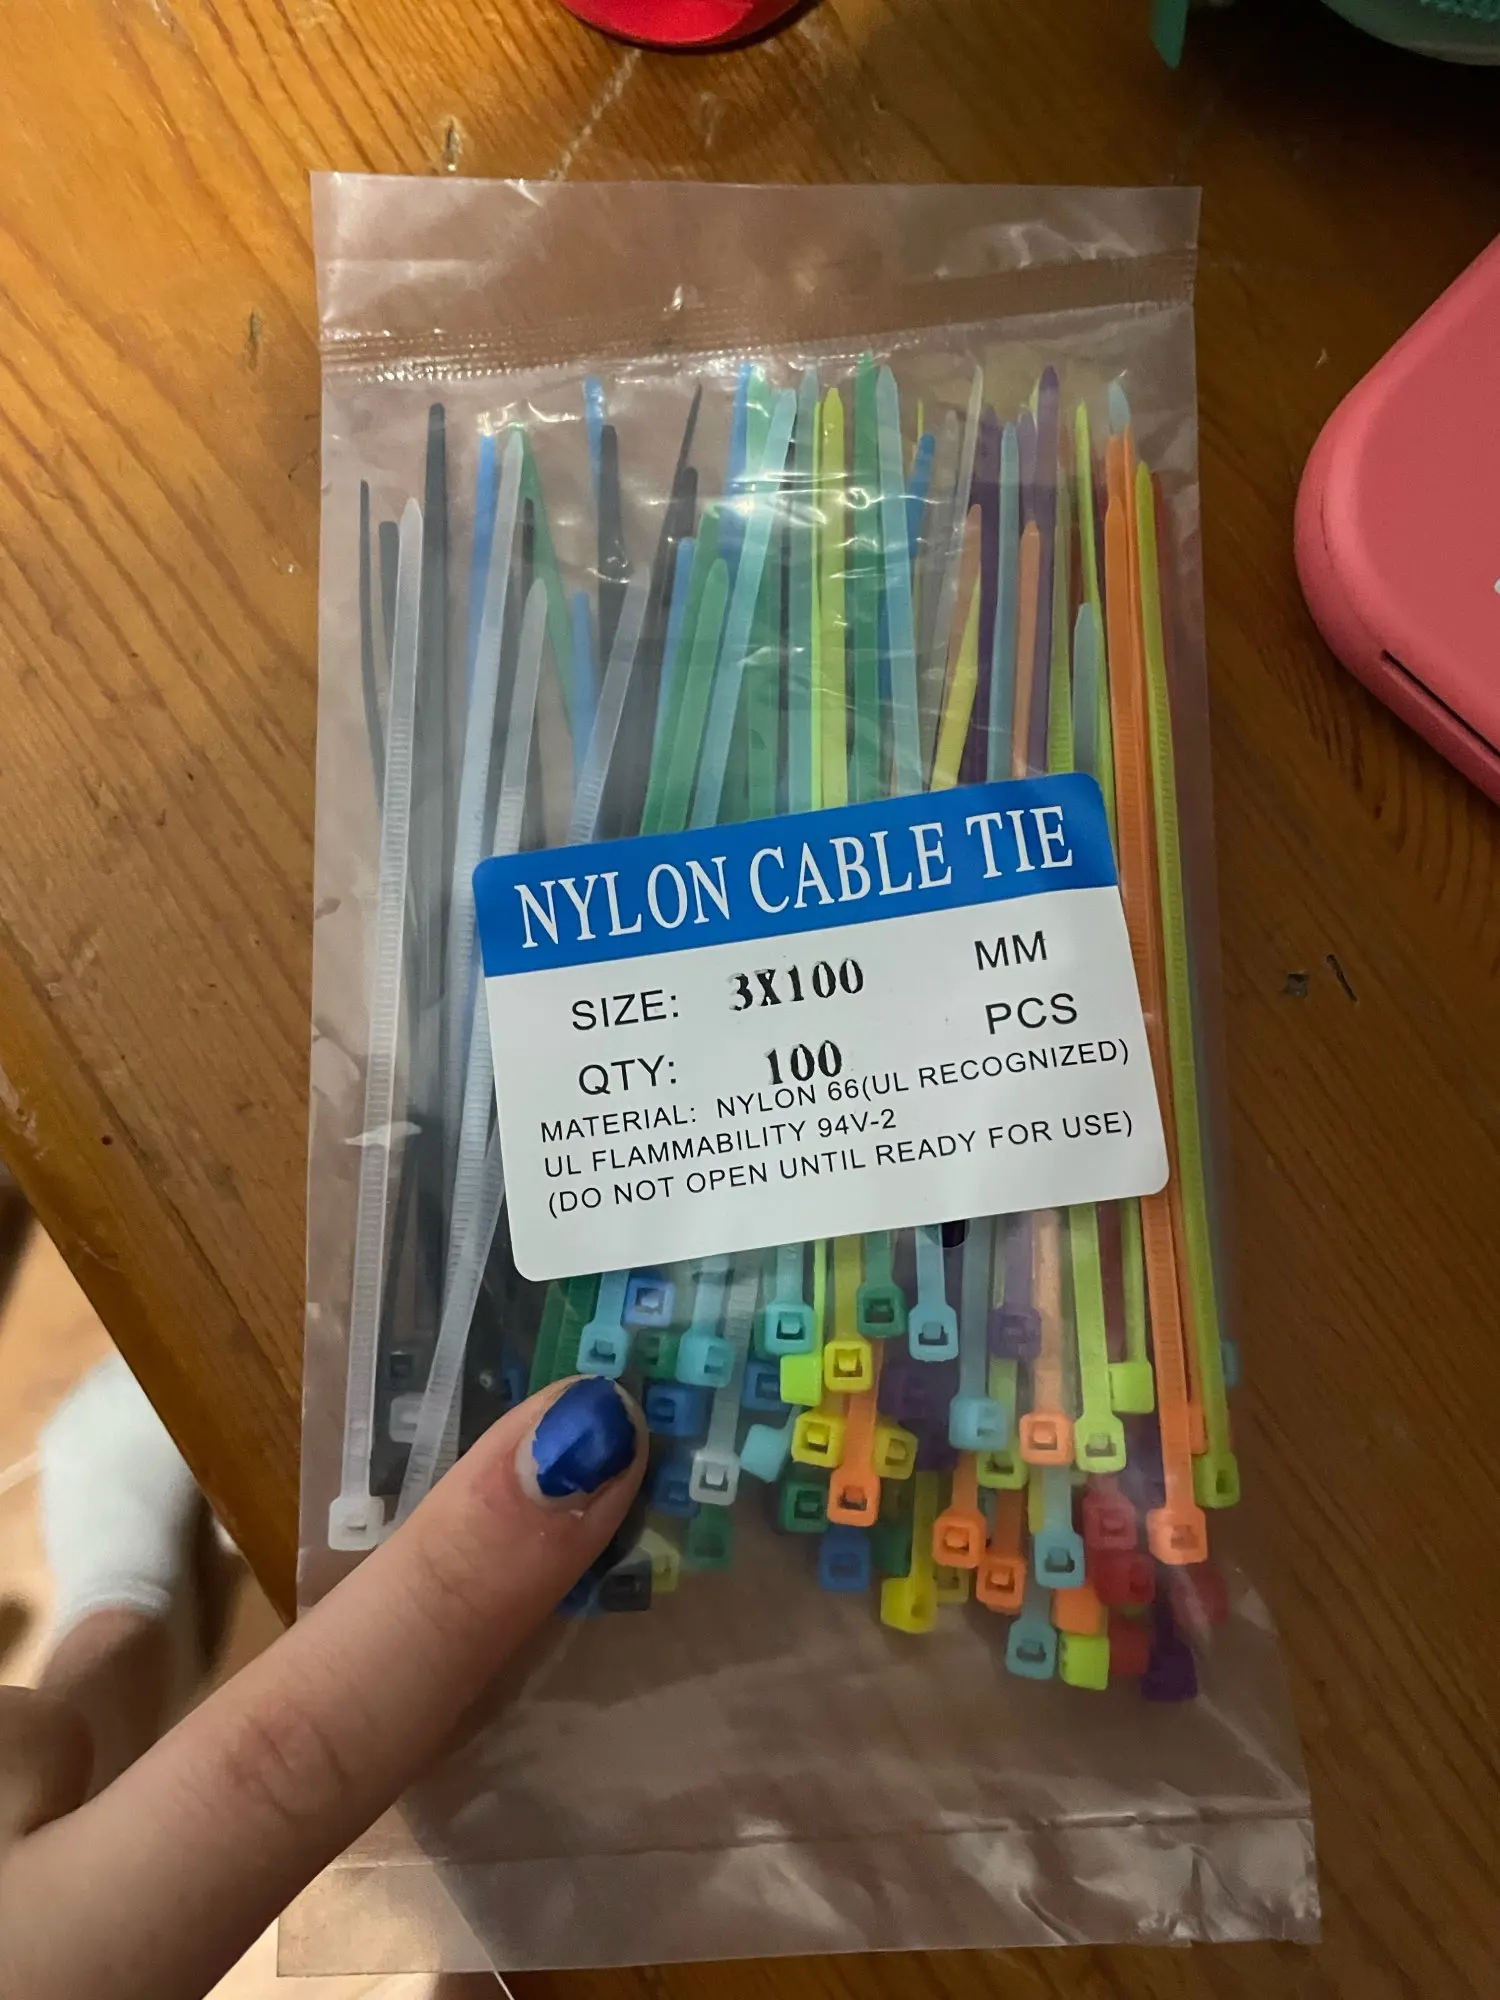 NYLON CABLE TIE
SIZE: 3X100 MM
QTY: 100 PCS
MATERIAL: NYLON 66(UL RECOGNIZED)
UL FLAMMABILITY 94V-2
(DO NOT OPEN UNTIL READY FOR USE)